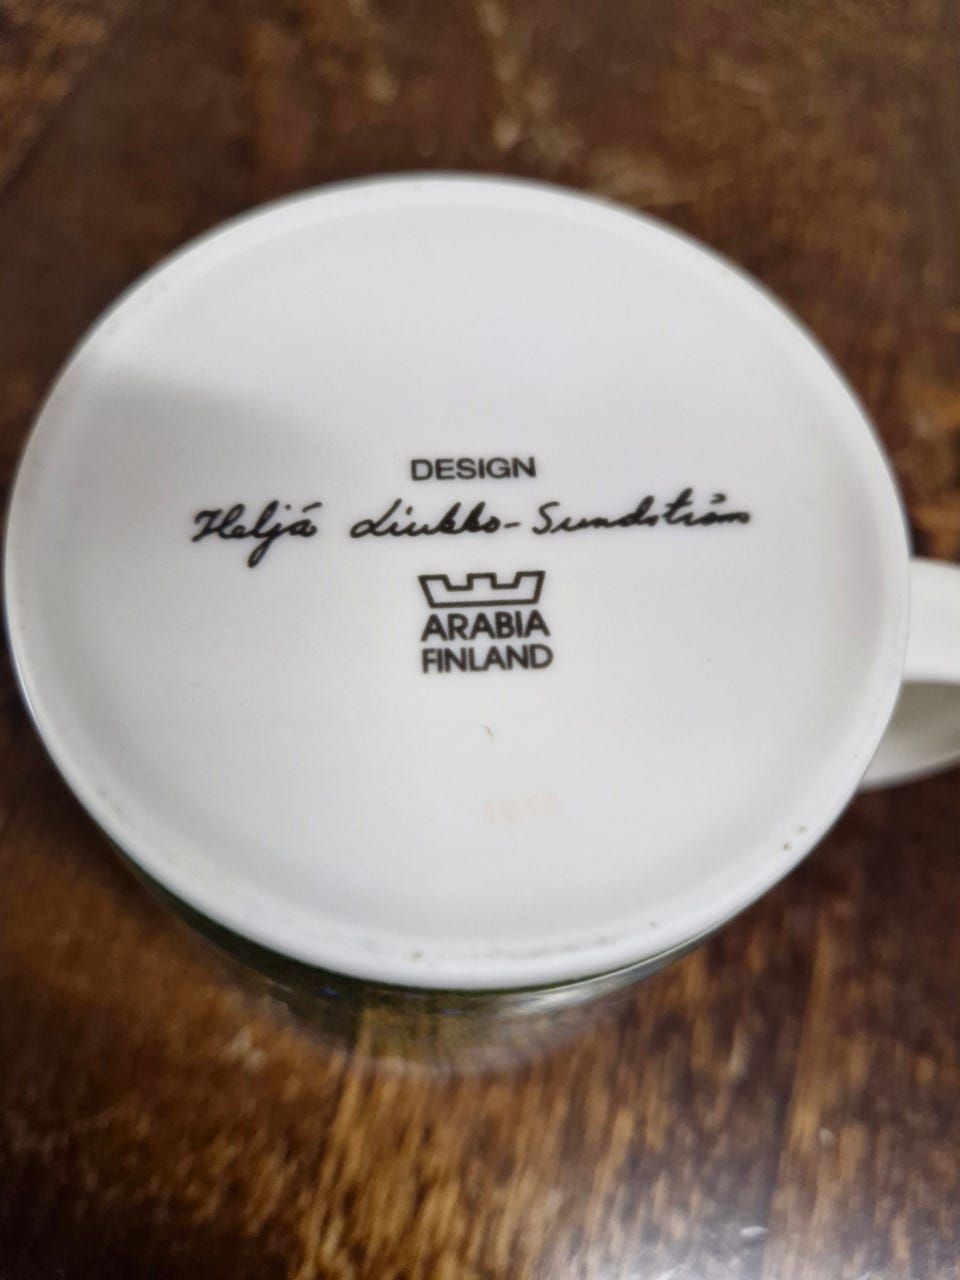 DESIGN
Heljä Liukko-Sundström
ARABIA
FINLAND